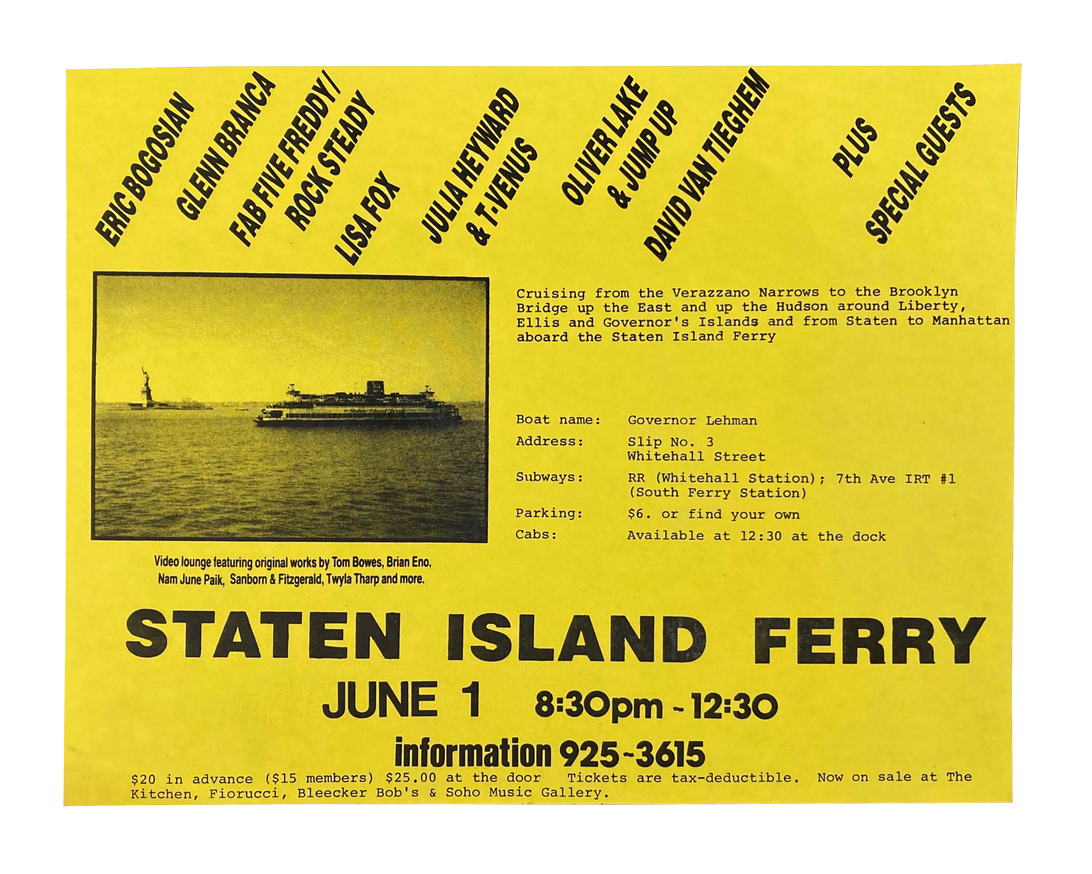 ERIC BOGOSIAN
GLENN BRANCA
FAB FIVE FREDDY/
ROCK STEADY
LISA FOX
JULIA HEYWARD
& T-VENUS
OLIVER LAKE
& JUMP UP
DAVID VAN TIEGHEM
PLUS
SPECIAL GUESTS
Cruising from the Verazzano Narrows to the Brooklyn
Bridge up the East and up the Hudson around Liberty,
Ellis and Governor's Islands and from Staten to Manhattan
aboard the Staten Island Ferry
Boat name: Governor Lehman
Address: Slip No. 3
Whitehall Street
Subways: RR (Whitehall Station); 7th Ave IRT #1
(South Ferry Station)
Parking: $6. or find your own
Cabs: Available at 12:30 at the dock
Video lounge featuring original works by Tom Bowes, Brian Eno,
Nam June Paik, Sanborn & Fitzgerald, Twyla Tharp and more.
STATEN ISLAND FERRY
JUNE 1 8:30pm - 12:30
information 925-3615
$20 in advance ($15 members) $25.00 at the door Tickets are tax-deductible. Now on sale at The
Kitchen, Fiorucci, Bleecker Bob's & Soho Music Gallery.